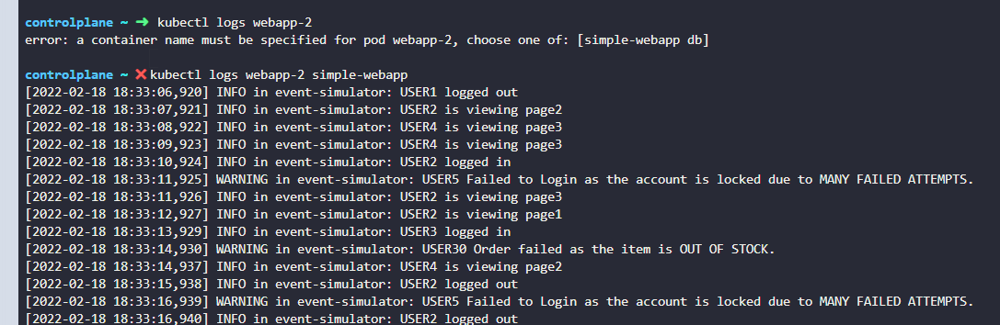 controlplane ~ ➜ kubectl logs webapp-2
error: a container name must be specified for pod webapp-2, choose one of: [simple-webapp db]
controlplane ~ ✖ kubectl logs webapp-2 simple-webapp
[2022-02-18 18:33:06,920] INFO in event-simulator: USER1 logged out
[2022-02-18 18:33:07,921] INFO in event-simulator: USER2 is viewing page2
[2022-02-18 18:33:08,922] INFO in event-simulator: USER4 is viewing page3
[2022-02-18 18:33:09,923] INFO in event-simulator: USER4 is viewing page3
[2022-02-18 18:33:10,924] INFO in event-simulator: USER2 logged in
[2022-02-18 18:33:11,925] WARNING in event-simulator: USER5 Failed to Login as the account is locked due to MANY FAILED ATTEMPTS.
[2022-02-18 18:33:11,926] INFO in event-simulator: USER2 is viewing page3
[2022-02-18 18:33:12,927] INFO in event-simulator: USER2 is viewing page1
[2022-02-18 18:33:13,929] INFO in event-simulator: USER3 logged in
[2022-02-18 18:33:14,930] WARNING in event-simulator: USER30 Order failed as the item is OUT OF STOCK.
[2022-02-18 18:33:14,937] INFO in event-simulator: USER4 is viewing page2
[2022-02-18 18:33:15,938] INFO in event-simulator: USER2 logged out
[2022-02-18 18:33:16,939] WARNING in event-simulator: USER5 Failed to Login as the account is locked due to MANY FAILED ATTEMPTS.
[2022-02-18 18:33:16,940] INFO in event-simulator: USER2 logged out